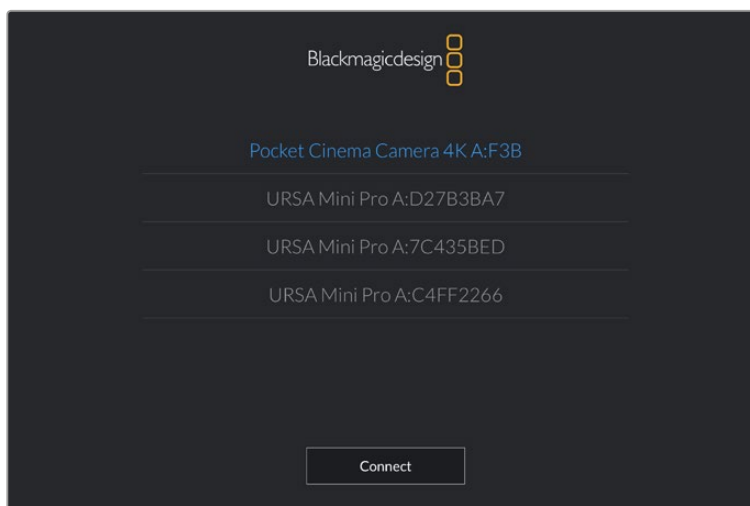 Blackmagicdesign
Pocket Cinema Camera 4K A:F3B
URSA Mini Pro A:D27B3BA7
URSA Mini Pro A:7C435BED
URSA Mini Pro A:C4FF2266
Connect